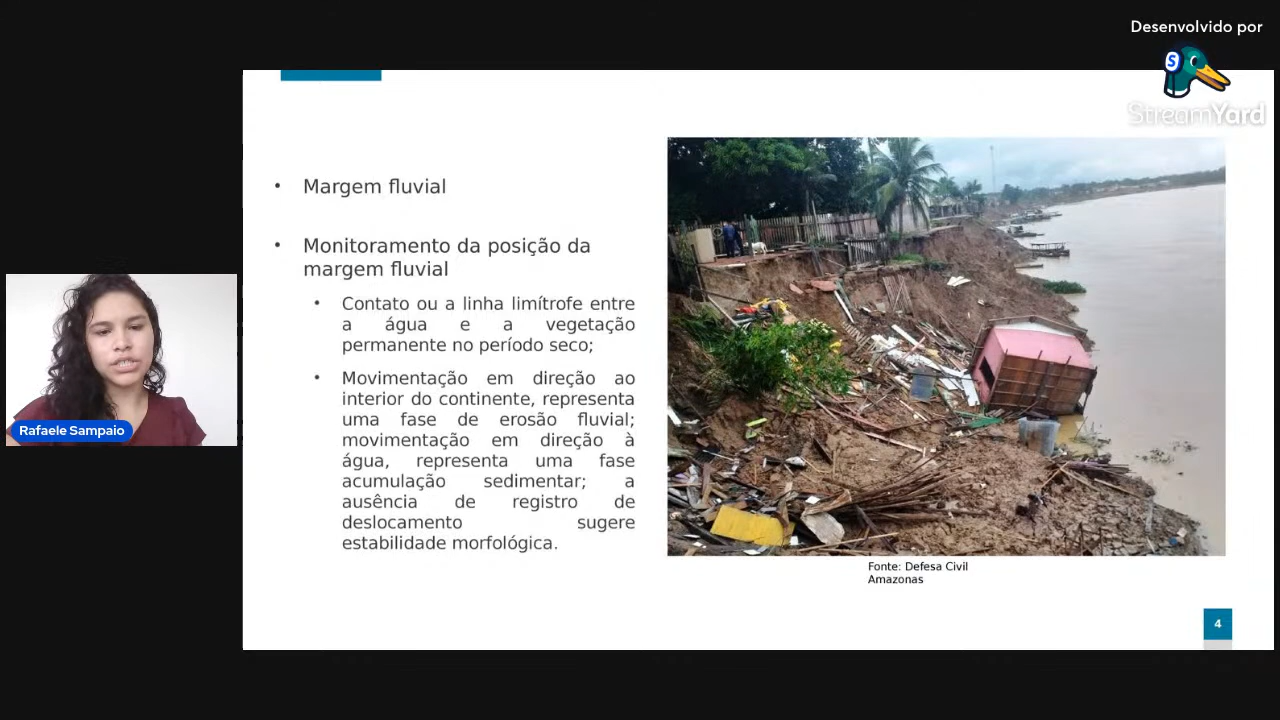 Desenvolvido por
StreamYard
• Margem fluvial
• Monitoramento da posição da
margem fluvial
• Contato ou a linha limítrofe entre
a água e a vegetação
permanente no período seco;
• Movimentação em direção ao
interior do continente, representa
uma fase de erosão fluvial;
movimentação em direção à
água, representa uma fase
acumulação sedimentar; a
ausência de registro de
deslocamento sugere
estabilidade morfológica.
Rafaele Sampaio
Fonte: Defesa Civil
Amazonas
4